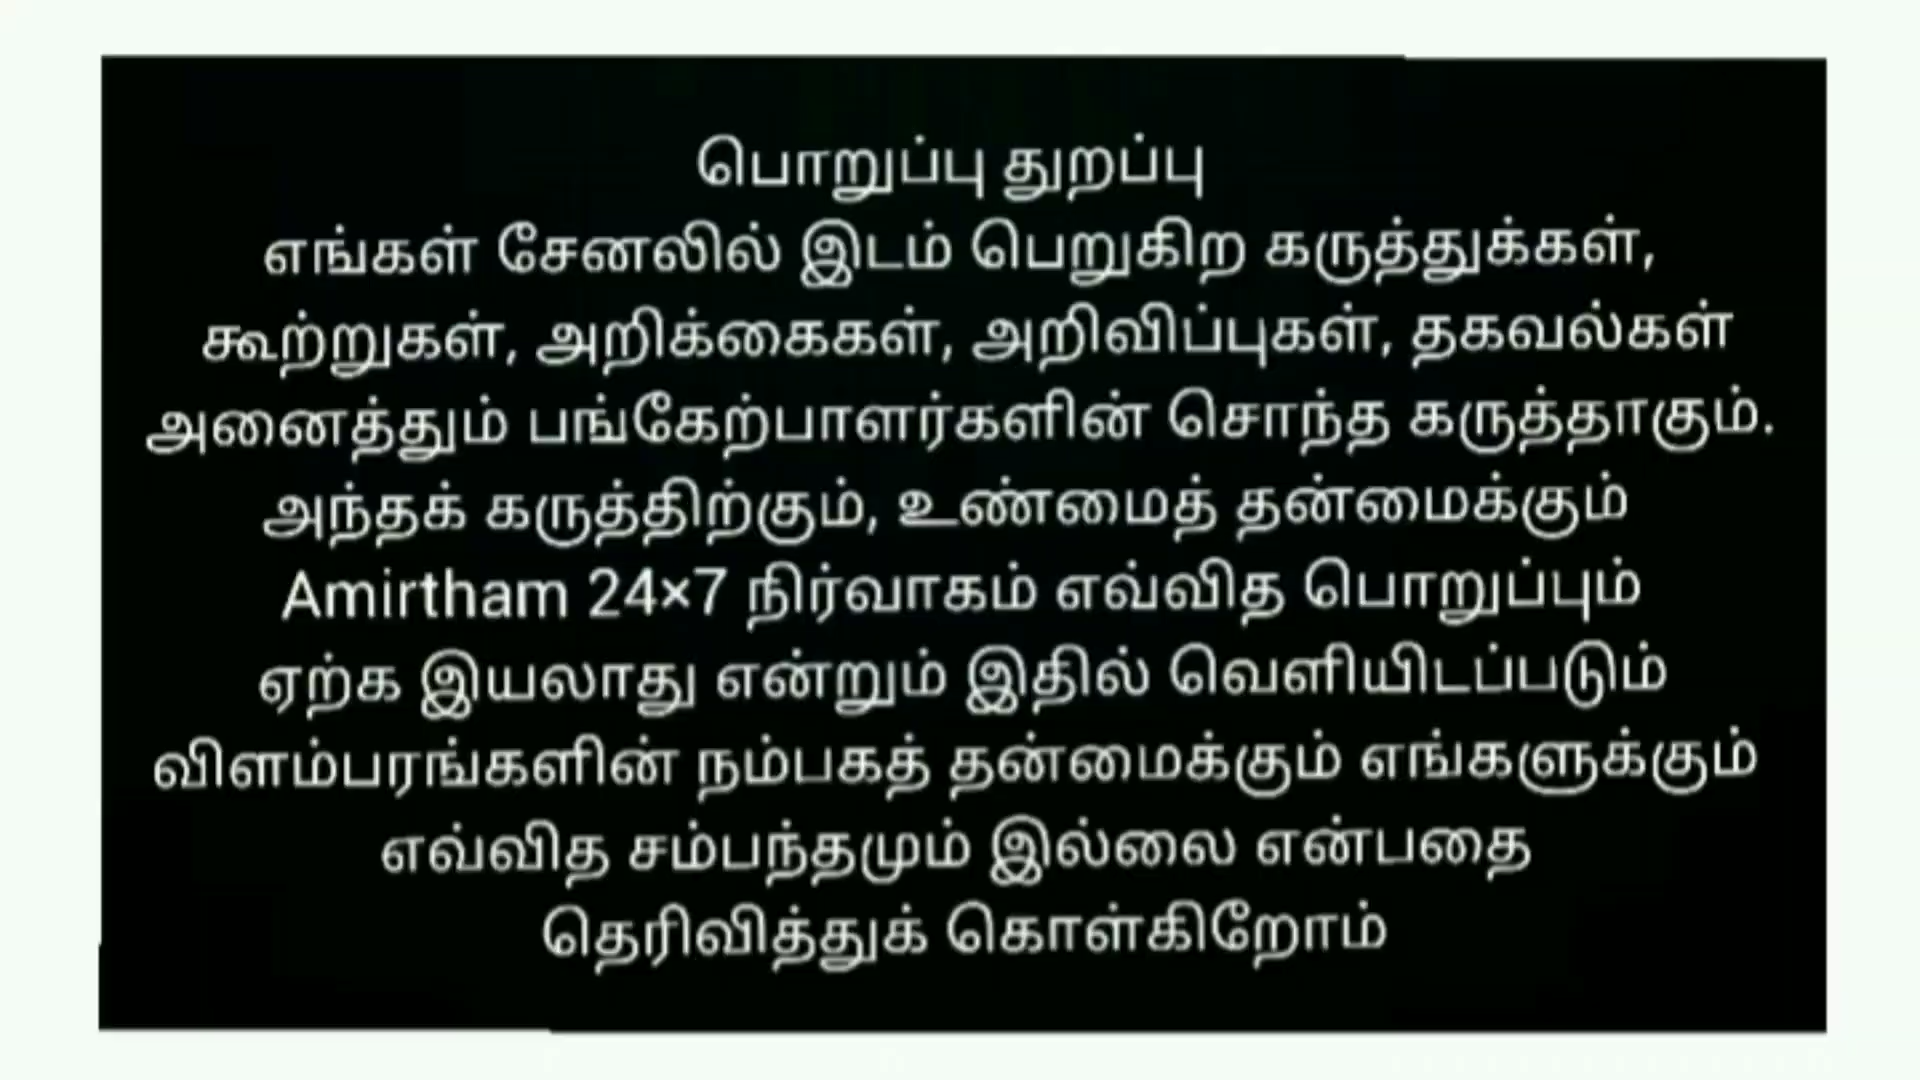 பொறுப்பு துறப்பு
எங்கள் சேனலில் இடம் பெறுகிற கருத்துக்கள்,
கூற்றுகள், அறிக்கைகள், அறிவிப்புகள், தகவல்கள்
அனைத்தும் பங்கேற்பாளர்களின் சொந்த கருத்தாகும்.
அந்தக் கருத்திற்கும், உண்மைத் தன்மைக்கும்
Amirtham 24×7 நிர்வாகம் எவ்வித பொறுப்பும்
ஏற்க இயலாது என்றும் இதில் வெளியிடப்படும்
விளம்பரங்களின் நம்பகத் தன்மைக்கும் எங்களுக்கும்
எவ்வித சம்பந்தமும் இல்லை என்பதை
தெரிவித்துக் கொள்கிறோம்